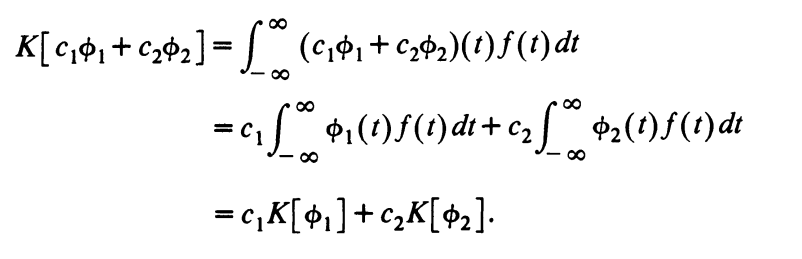 K[c₁ϕ₁ + c₂ϕ₂] = ∫_{-∞}^{∞} (c₁ϕ₁ + c₂ϕ₂)(t) f(t) dt
= c₁ ∫_{-∞}^{∞} ϕ₁(t) f(t) dt + c₂ ∫_{-∞}^{∞} ϕ₂(t) f(t) dt
= c₁K[ϕ₁] + c₂K[ϕ₂].